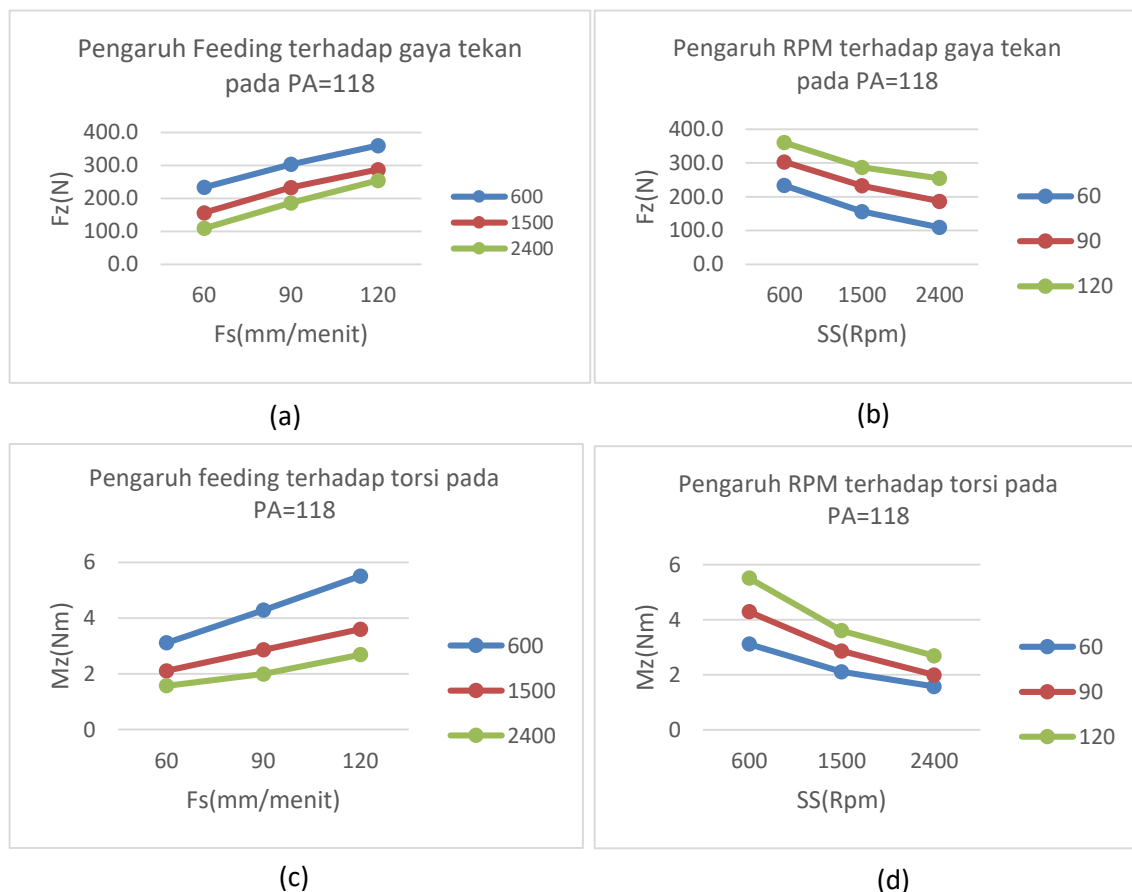 Pengaruh Feeding terhadap gaya tekan
pada PA=118
400.0
300.0
200.0
100.0
0.0
Fz(N)
60 90 120
Fs(mm/menit)
600
1500
2400
(a)
Pengaruh RPM terhadap gaya tekan
pada PA=118
400.0
300.0
200.0
100.0
0.0
Fz(N)
600 1500 2400
SS(Rpm)
60
90
120
(b)
Pengaruh feeding terhadap torsi pada
PA=118
6
4
2
0
Mz(Nm)
60 90 120
Fs(mm/menit)
600
1500
2400
(c)
Pengaruh RPM terhadap torsi pada
PA=118
6
4
2
0
Mz(Nm)
600 1500 2400
SS(Rpm)
60
90
120
(d)